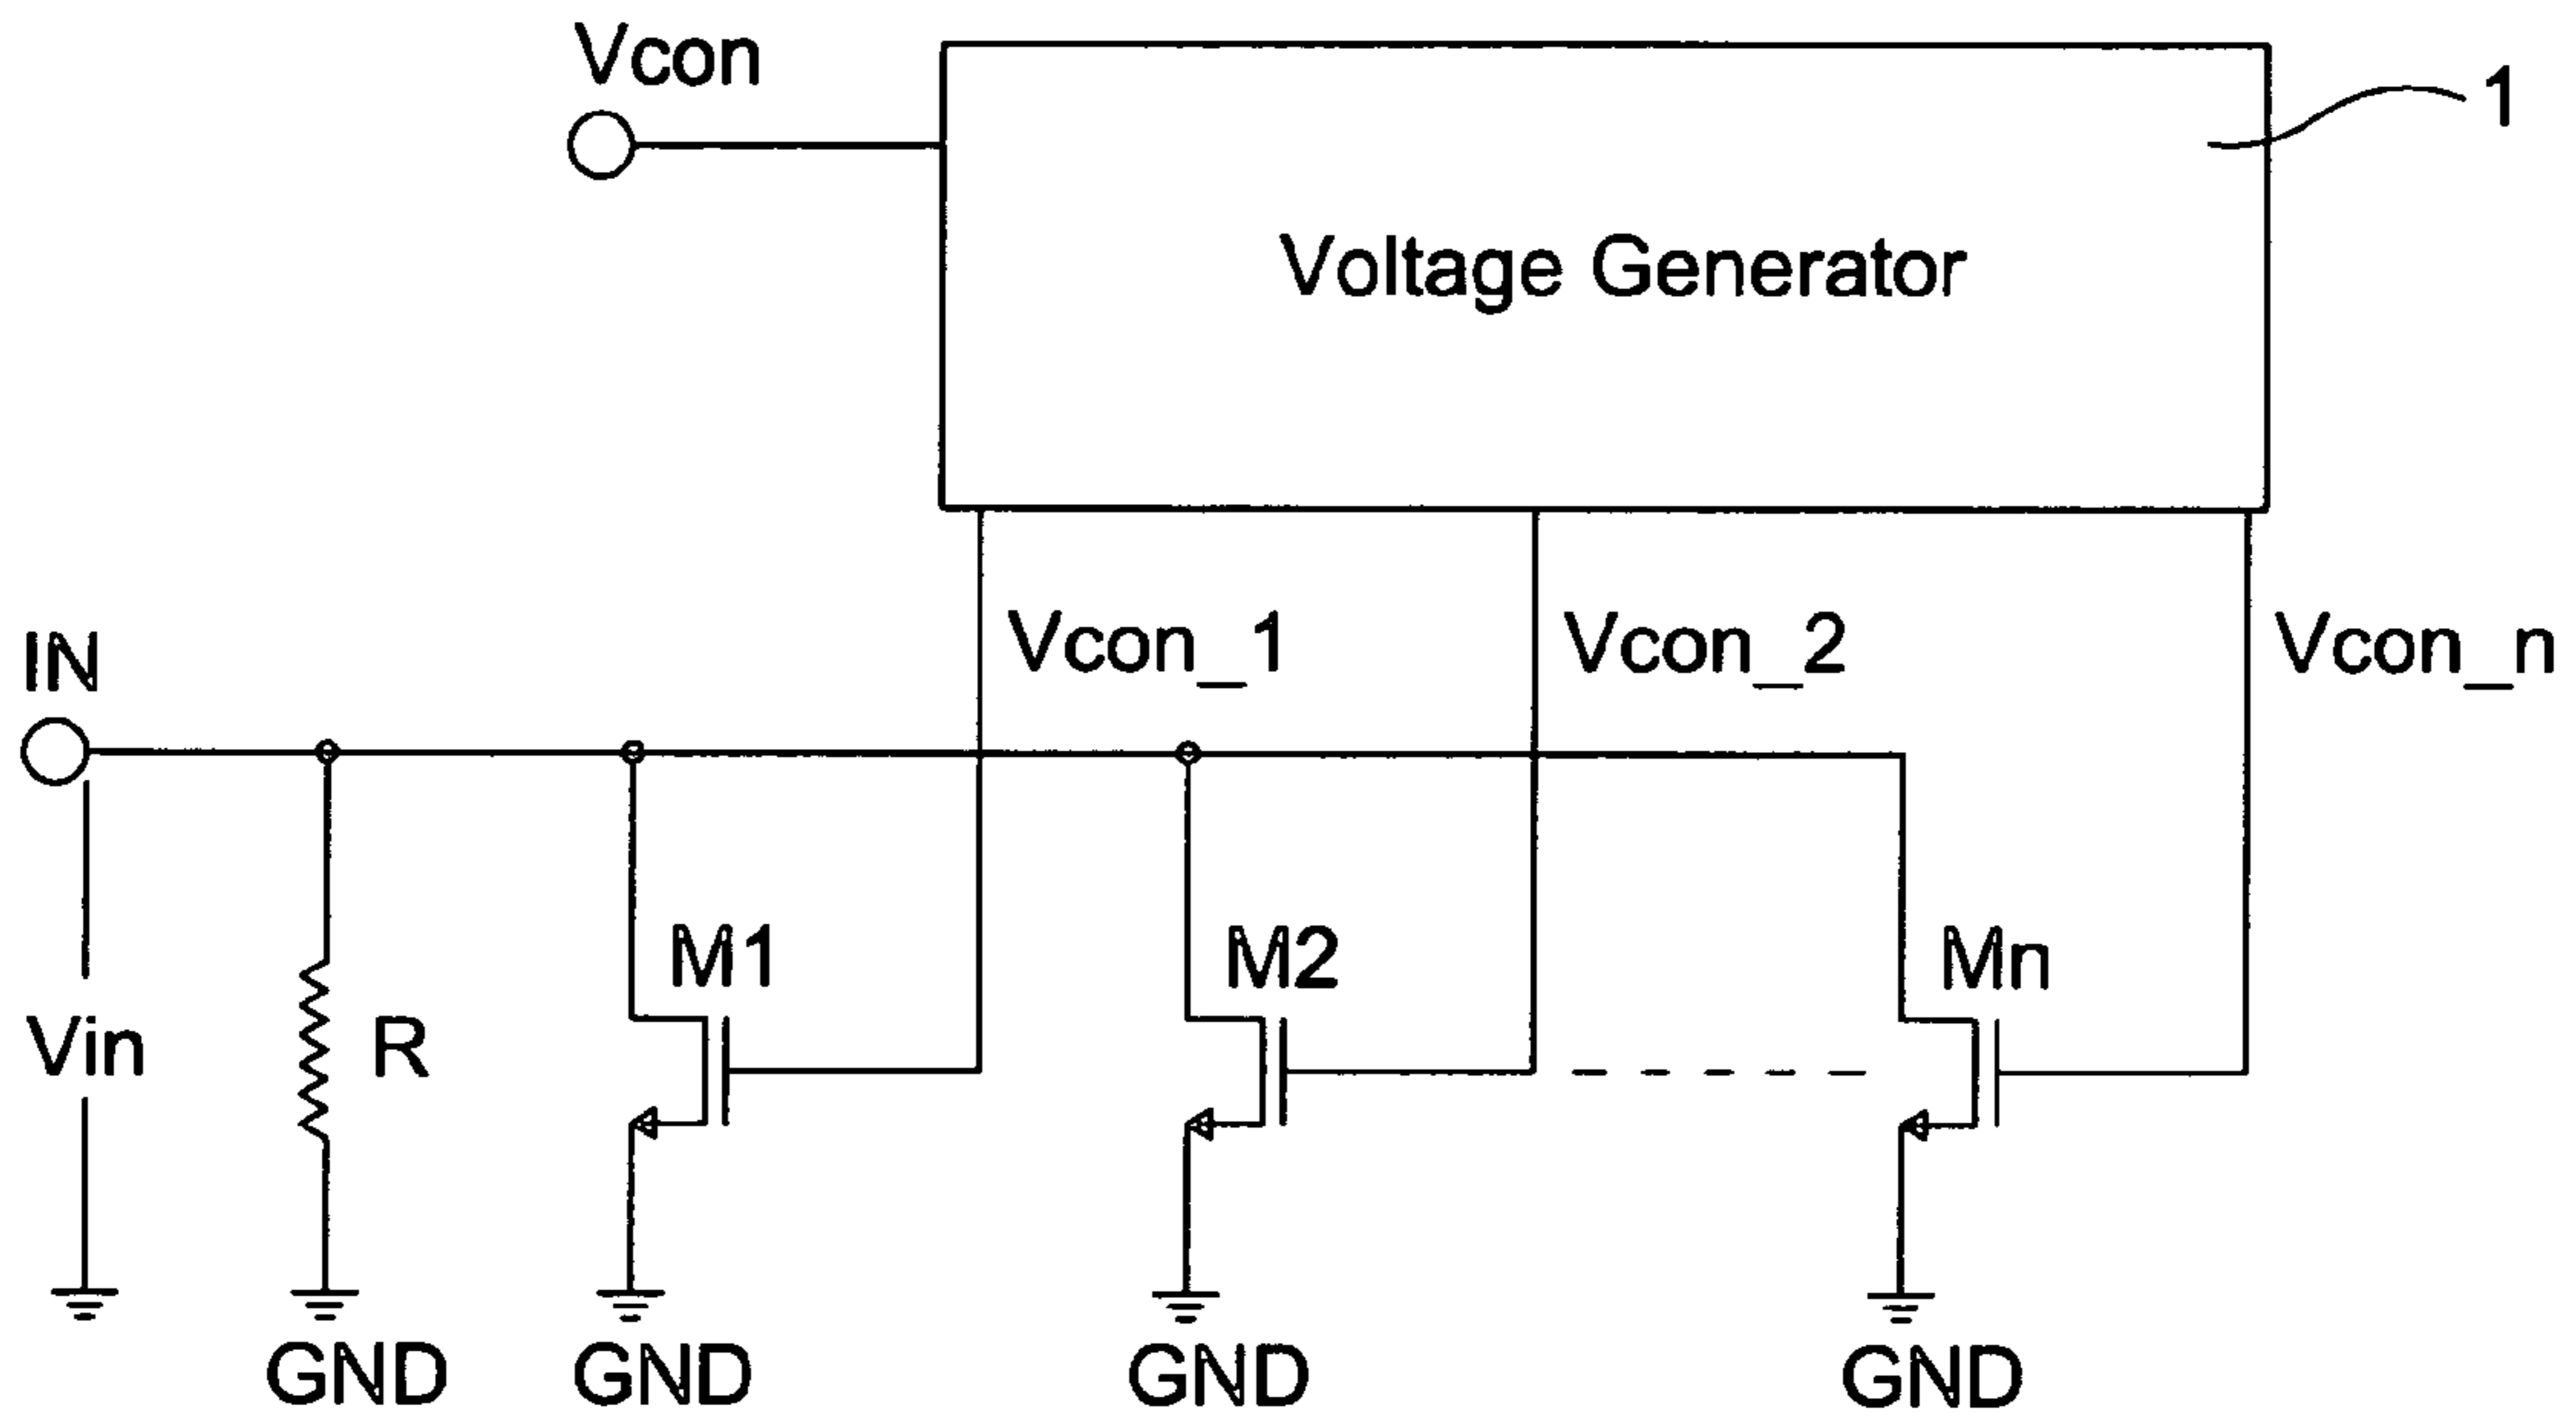 Vcon
1
Voltage Generator
Vcon_1
Vcon_2
Vcon_n
IN
M1
M2
Mn
Vin
R
GND
GND
GND
GND